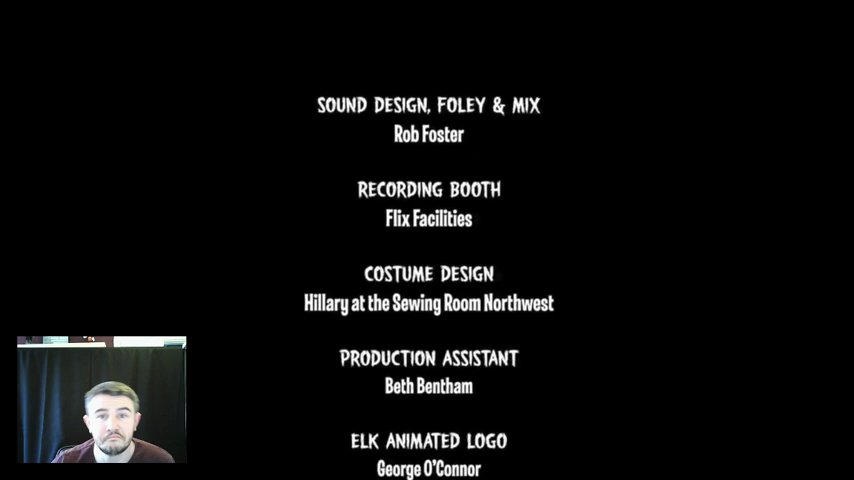 SOUND DESIGN, FOLEY & MIX
Rob Foster
RECORDING BOOTH
Flix Facilities
COSTUME DESIGN
Hillary at the Sewing Room Northwest
PRODUCTION ASSISTANT
Beth Bentham
ELK ANIMATED LOGO
George O'Connor